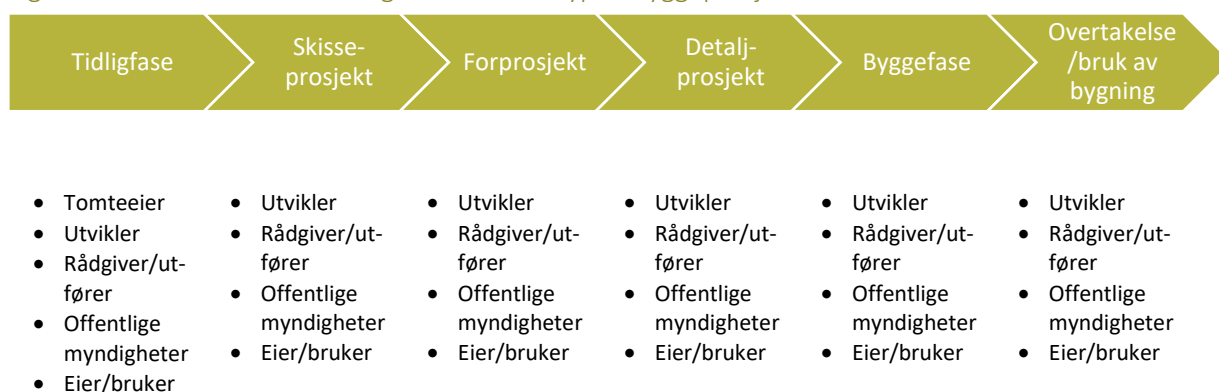 Tidligfase
Skisse-
prosjekt
Forprosjekt
Detalj-
prosjekt
Byggefase
Overtakelse
/bruk av
bygning
• Tomteeier
• Utvikler
• Rådgiver/ut-
fører
• Offentlige
myndigheter
• Eier/bruker
• Utvikler
• Rådgiver/ut-
fører
• Offentlige
myndigheter
• Eier/bruker
• Utvikler
• Rådgiver/ut-
fører
• Offentlige
myndigheter
• Eier/bruker
• Utvikler
• Rådgiver/ut-
fører
• Offentlige
myndigheter
• Eier/bruker
• Utvikler
• Rådgiver/ut-
fører
• Offentlige
myndigheter
• Eier/bruker
• Utvikler
• Rådgiver/ut-
fører
• Offentlige
myndigheter
• Eier/bruker